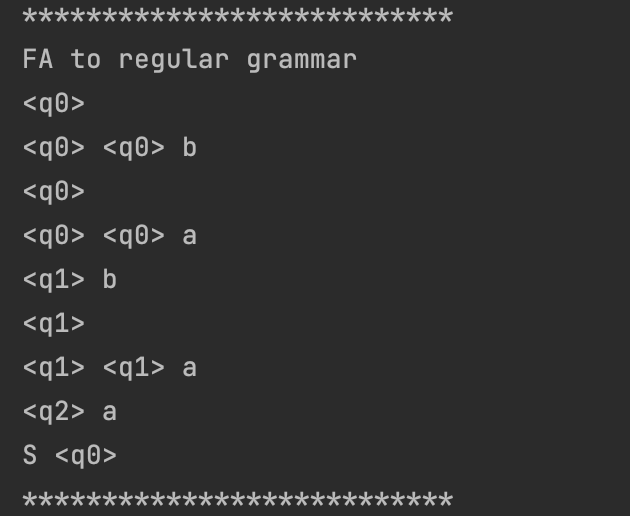 ***************************
FA to regular grammar
<q0>
<q0> <q0> b
<q0>
<q0> <q0> a
<q1> b
<q1>
<q1> <q1> a
<q2> a
S <q0>
***************************